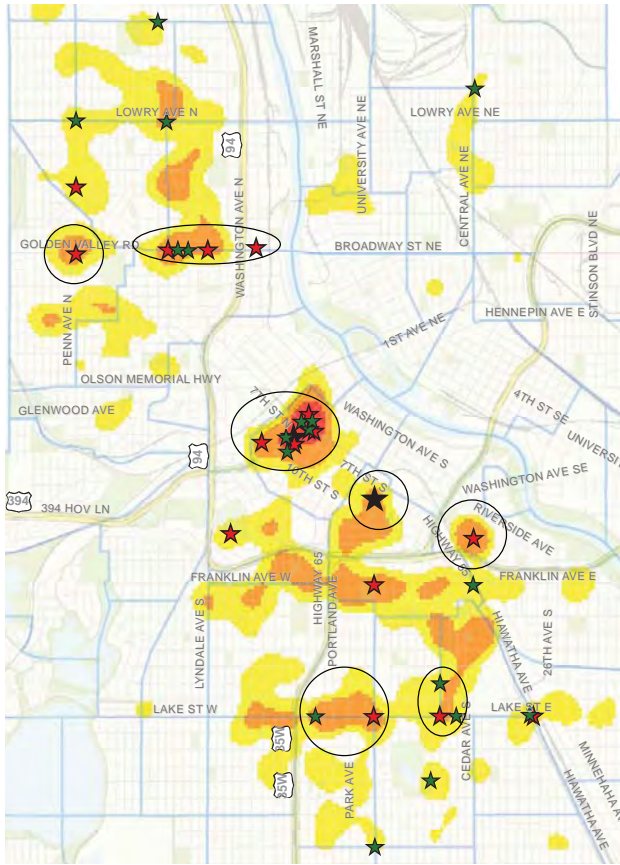 MARSHALL ST NE
UNIVERSITY AVE NE
LOWRY AVE N
LOWRY AVE NE
94
CENTRAL AVE NE
WASHINGTON AVE N
STINSON BLVD NE
GOLDEN VALLEY RD
BROADWAY ST NE
PENN AVE N
HENNEPIN AVE E
1ST AVE NE
OLSON MEMORIAL HWY
GLENWOOD AVE
7TH ST N
4TH ST SE
WASHINGTON AVE S
UNIVERSITY
94
10TH ST S
7TH ST S
WASHINGTON AVE SE
394
394 HOV LN
RIVERSIDE AVE
HIGHWAY 55
FRANKLIN AVE W
HIGHWAY 65
PORTLAND AVE
FRANKLIN AVE E
LYNDALE AVE S
HIAWATHA AVE
26TH AVE S
LAKE ST W
LAKE ST E
CEDAR AVE S
35W
35W
PARK AVE
MINNEHAHA AV
HIAWATHA AVE